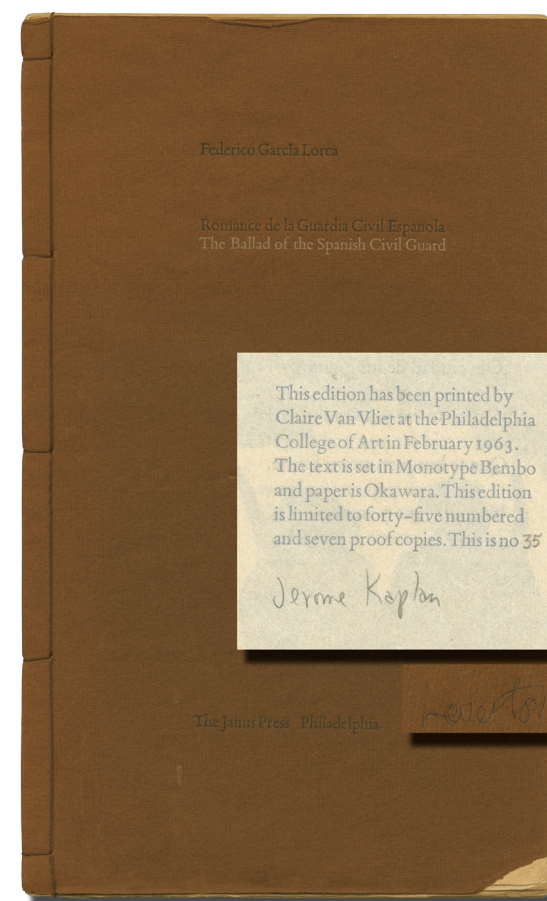 Federico García Lorca
Romance de la Guardia Civil Espanola
The Ballad of the Spanish Civil Guard
This edition has been printed by
Claire Van Vliet at the Philadelphia
College of Art in February 1963.
The text is set in Monotype Bembo
and paper is Okawara. This edition
is limited to forty-five numbered
and seven proof copies. This is no 35
Jerome Kaplan
The Janus Press Philadelphia